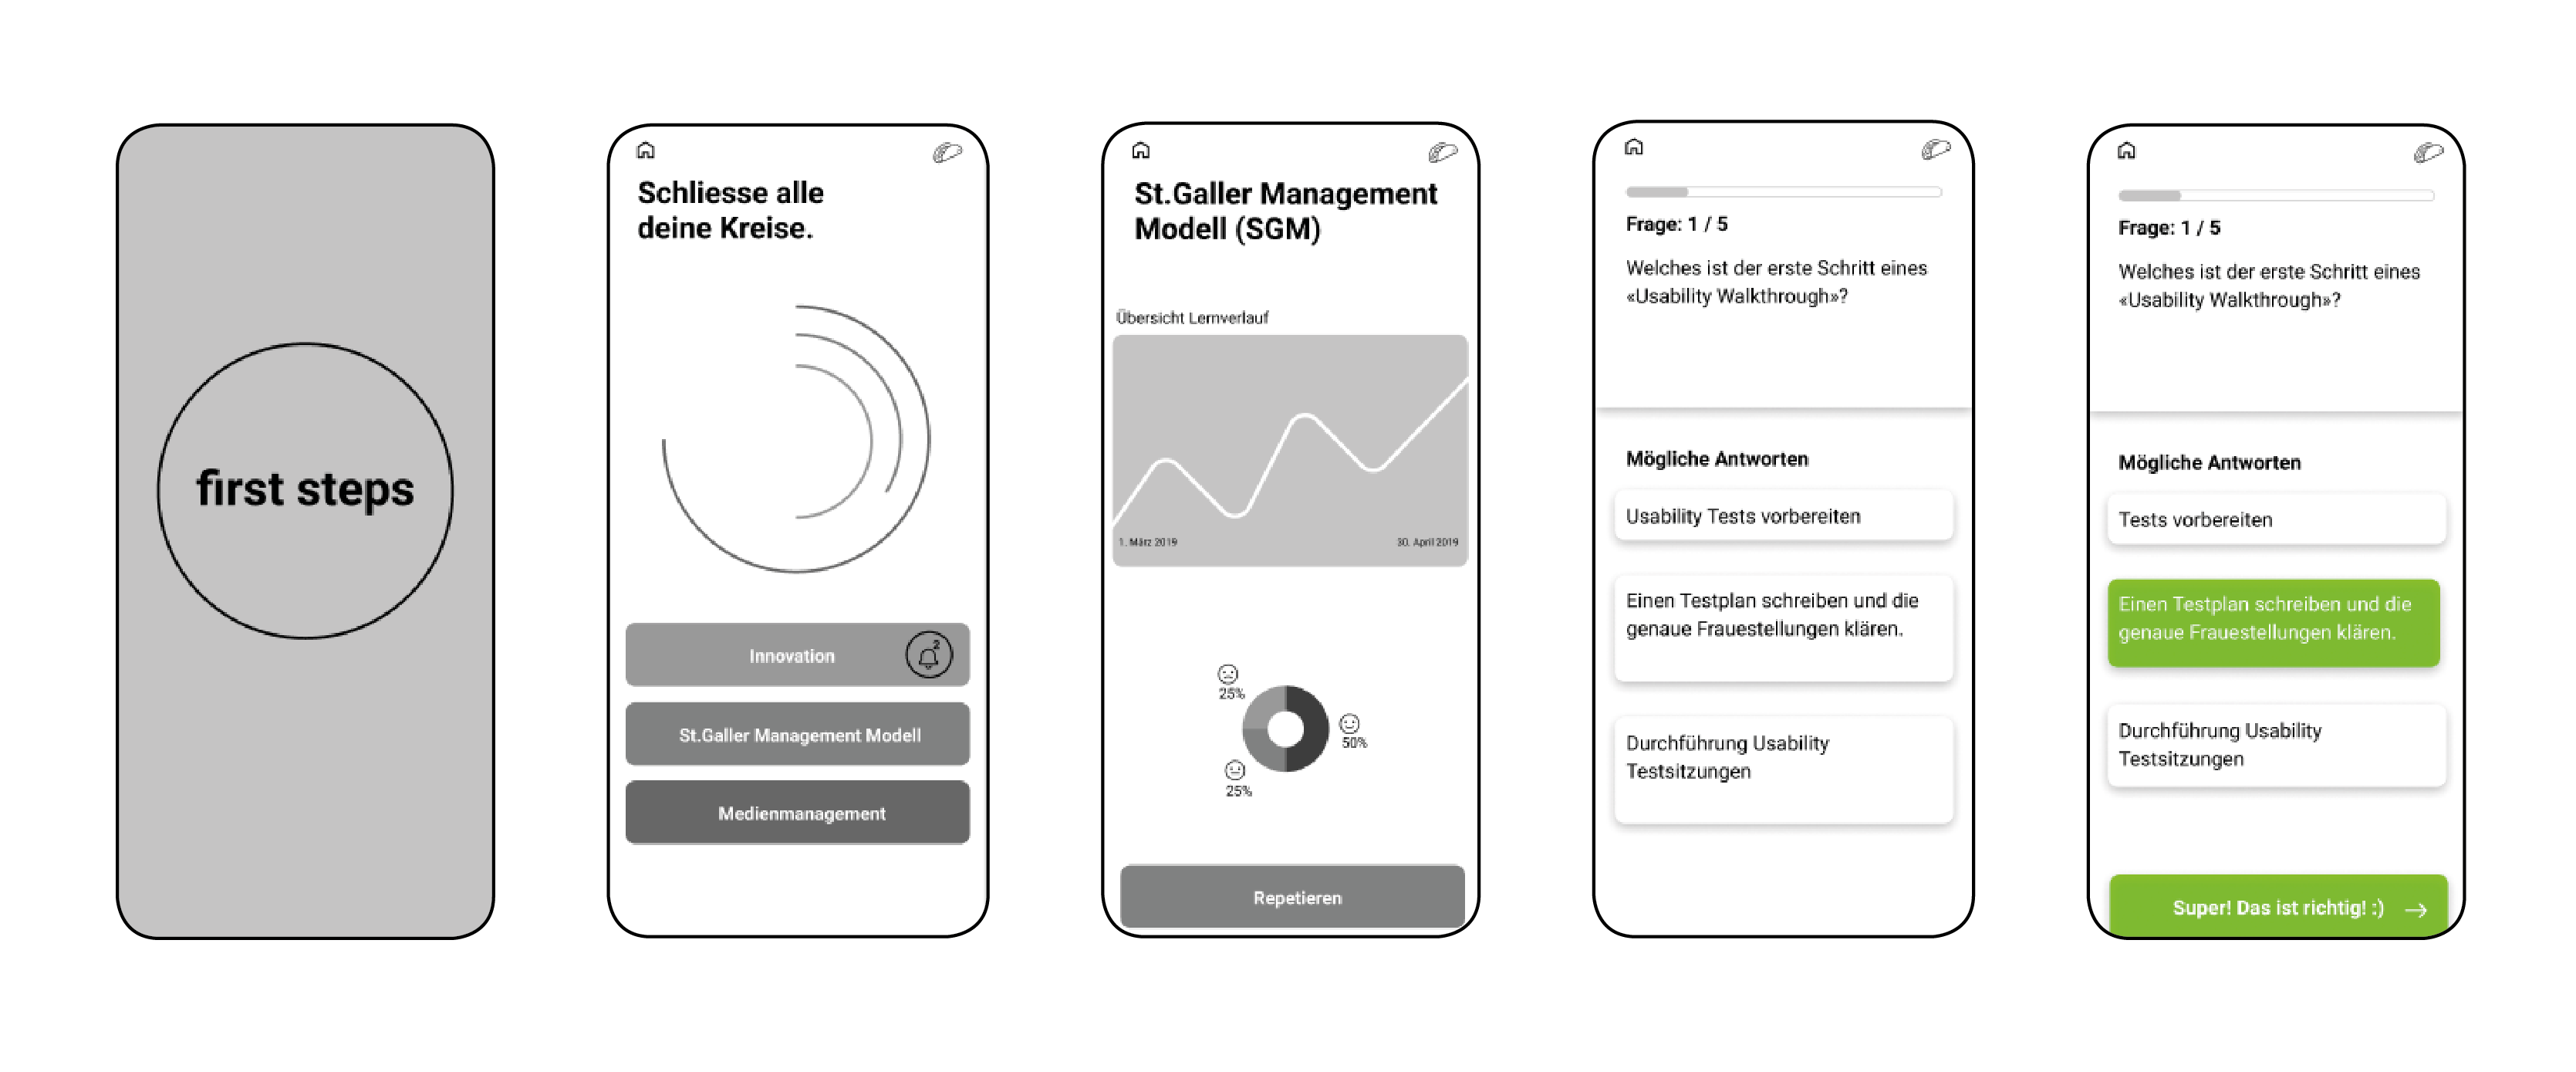 first steps
Schliesse alle
deine Kreise.
Innovation
2
St.Galler Management Modell
Medienmanagement
St.Galler Management
Modell (SGM)
Übersicht Lernverlauf
1. März 2019
30. April 2019
25%
50%
25%
Repetieren
Frage: 1 / 5
Welches ist der erste Schritt eines
«Usability Walkthrough»?
Mögliche Antworten
Usability Tests vorbereiten
Einen Testplan schreiben und die
genaue Frauestellungen klären.
Durchführung Usability
Testsitzungen
Frage: 1 / 5
Welches ist der erste Schritt eines
«Usability Walkthrough»?
Mögliche Antworten
Tests vorbereiten
Einen Testplan schreiben und die
genaue Frauestellungen klären.
Durchführung Usability
Testsitzungen
Super! Das ist richtig! :)